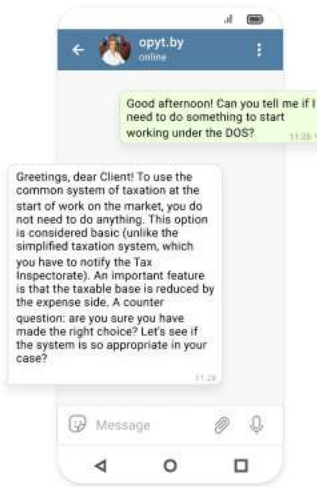 opyt.by
online
Good afternoon! Can you tell me if I
need to do something to start
working under the DOS?
11:26
Greetings, dear Client! To use the
common system of taxation at the
start of work on the market, you do
not need to do anything. This option
is considered basic (unlike the
simplified taxation system, which
you have to notify the Tax
Inspectorate). An important feature
is that the taxable base is reduced by
the expense side. A counter
question: are you sure you have
made the right choice? Let's see if
the system is so appropriate in your
case?
11:28
Message